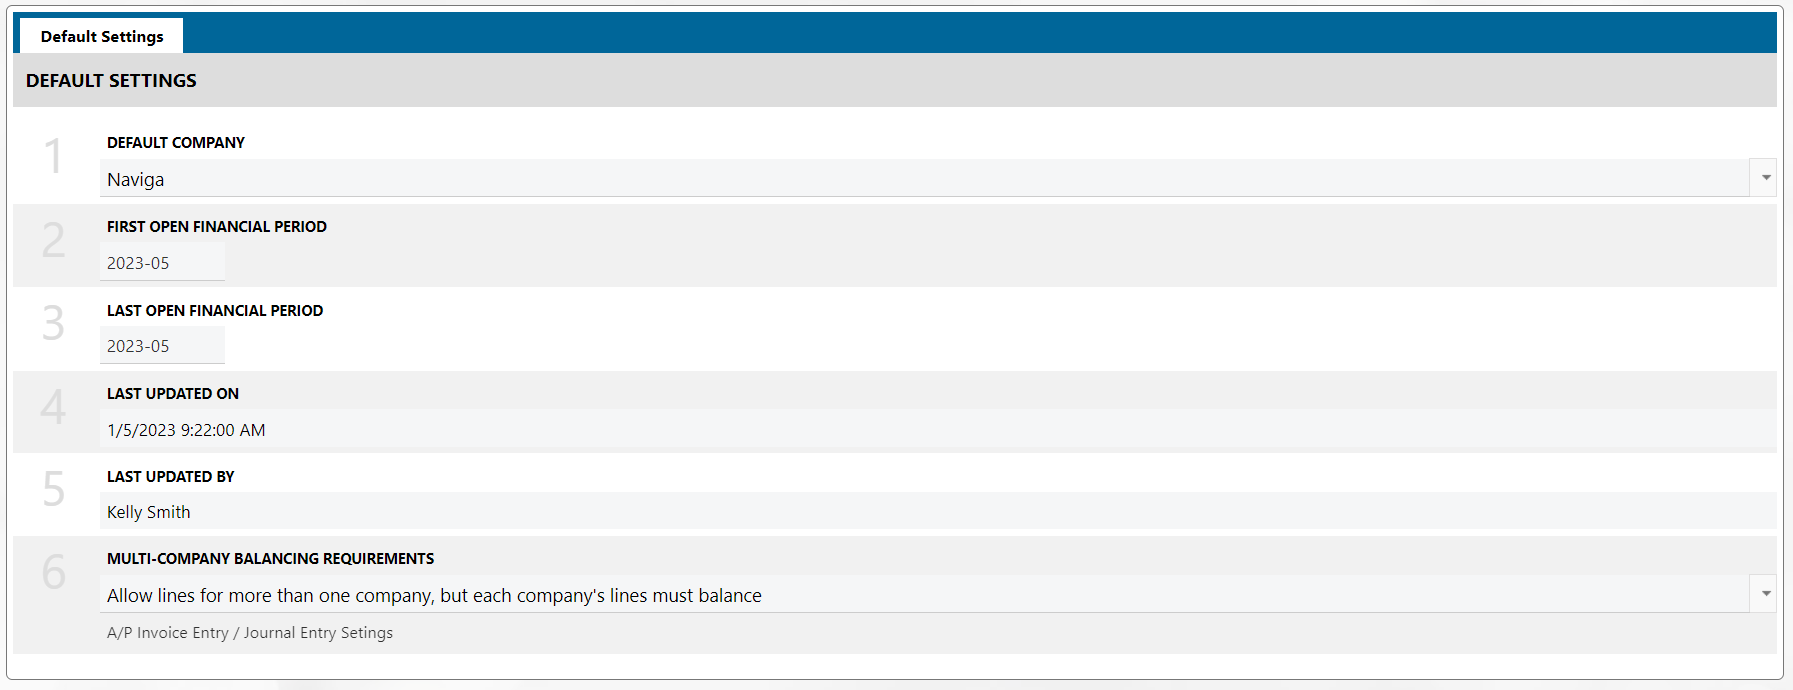 Default Settings
DEFAULT SETTINGS
1
DEFAULT COMPANY
Naviga
2
FIRST OPEN FINANCIAL PERIOD
2023-05
3
LAST OPEN FINANCIAL PERIOD
2023-05
4
LAST UPDATED ON
1/5/2023 9:22:00 AM
5
LAST UPDATED BY
Kelly Smith
6
MULTI-COMPANY BALANCING REQUIREMENTS
Allow lines for more than one company, but each company's lines must balance
A/P Invoice Entry / Journal Entry Setings